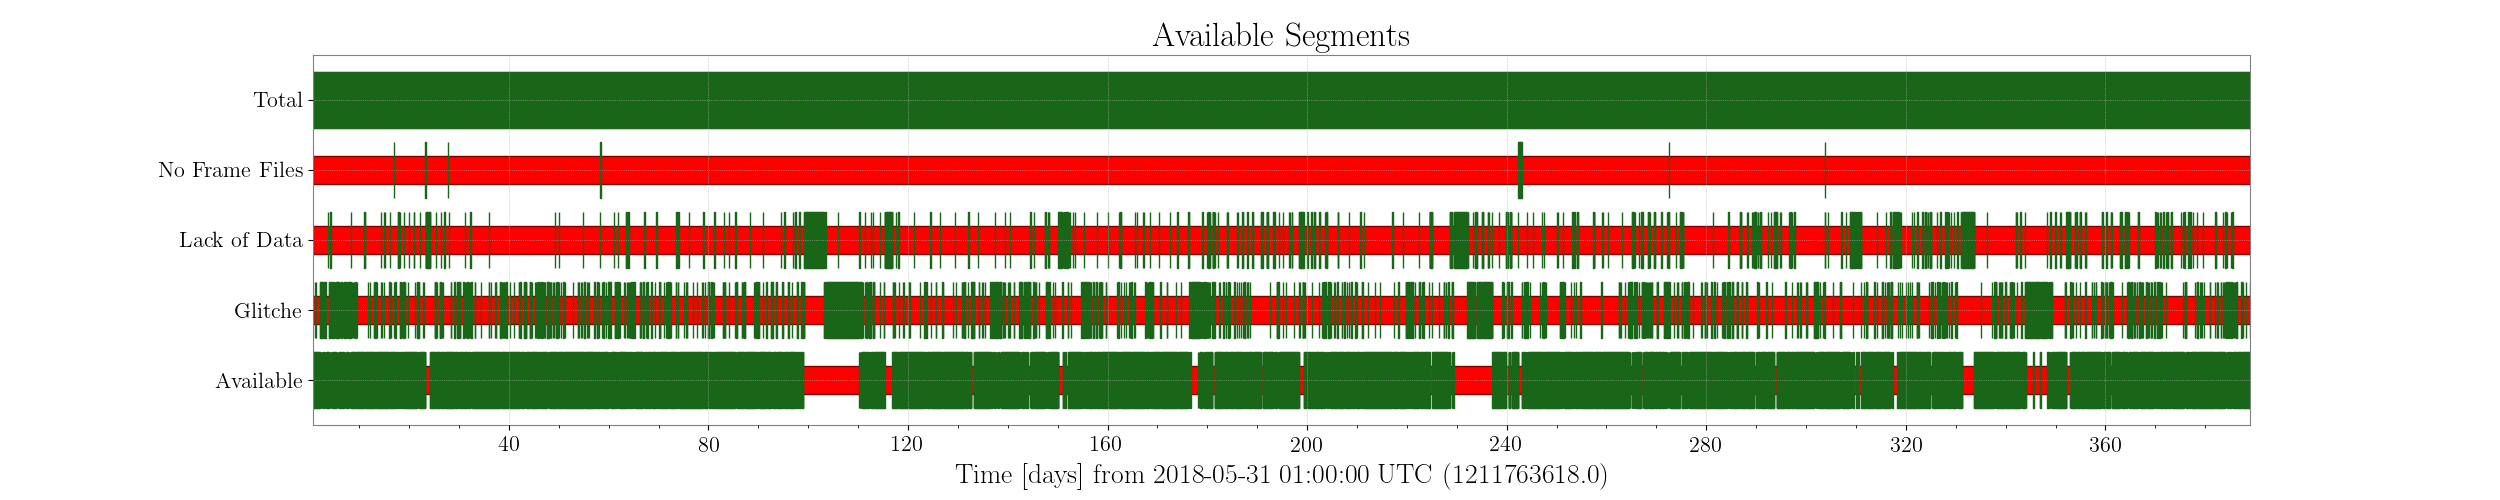 Available Segments
Total
No Frame Files
Lack of Data
Glitche
Available
40 80 120 160 200 240 280 320 360
Time [days] from 2018-05-31 01:00:00 UTC (1211763618.0)